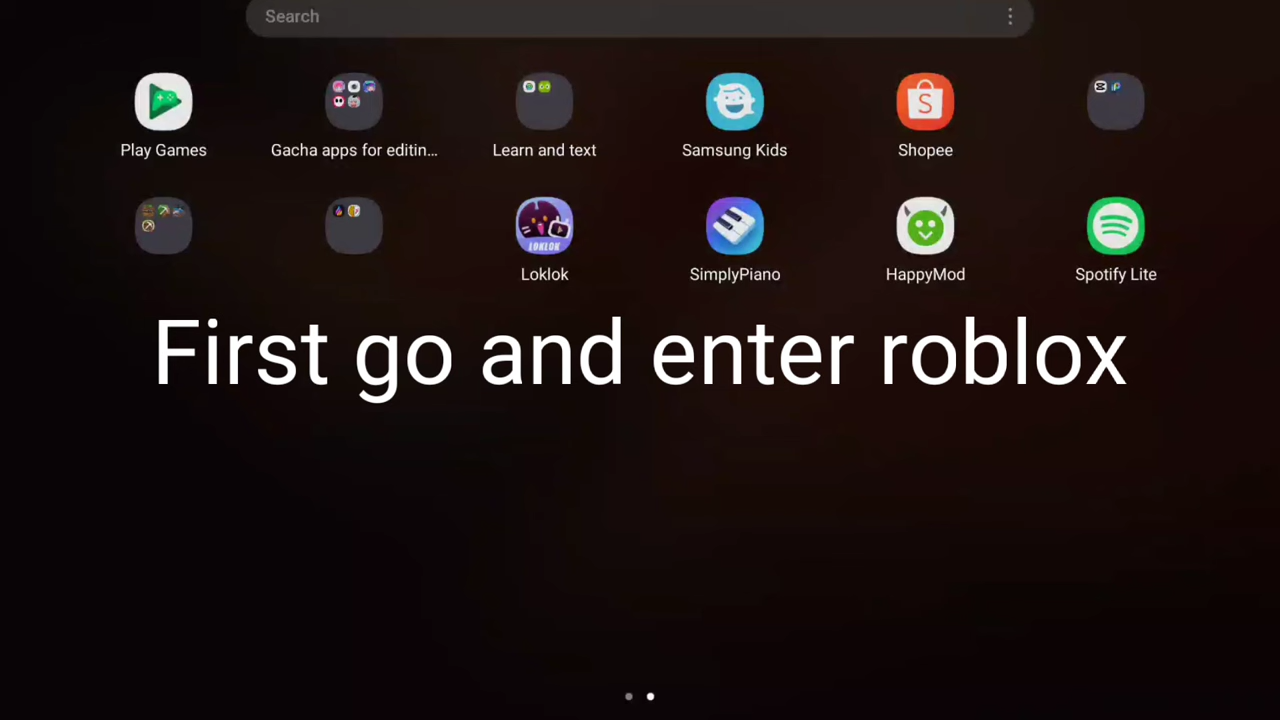 Search
Play Games
Gacha apps for editin...
Learn and text
Samsung Kids
Shopee
LOKLOK
Loklok
SimplyPiano
HappyMod
Spotify Lite
First go and enter roblox